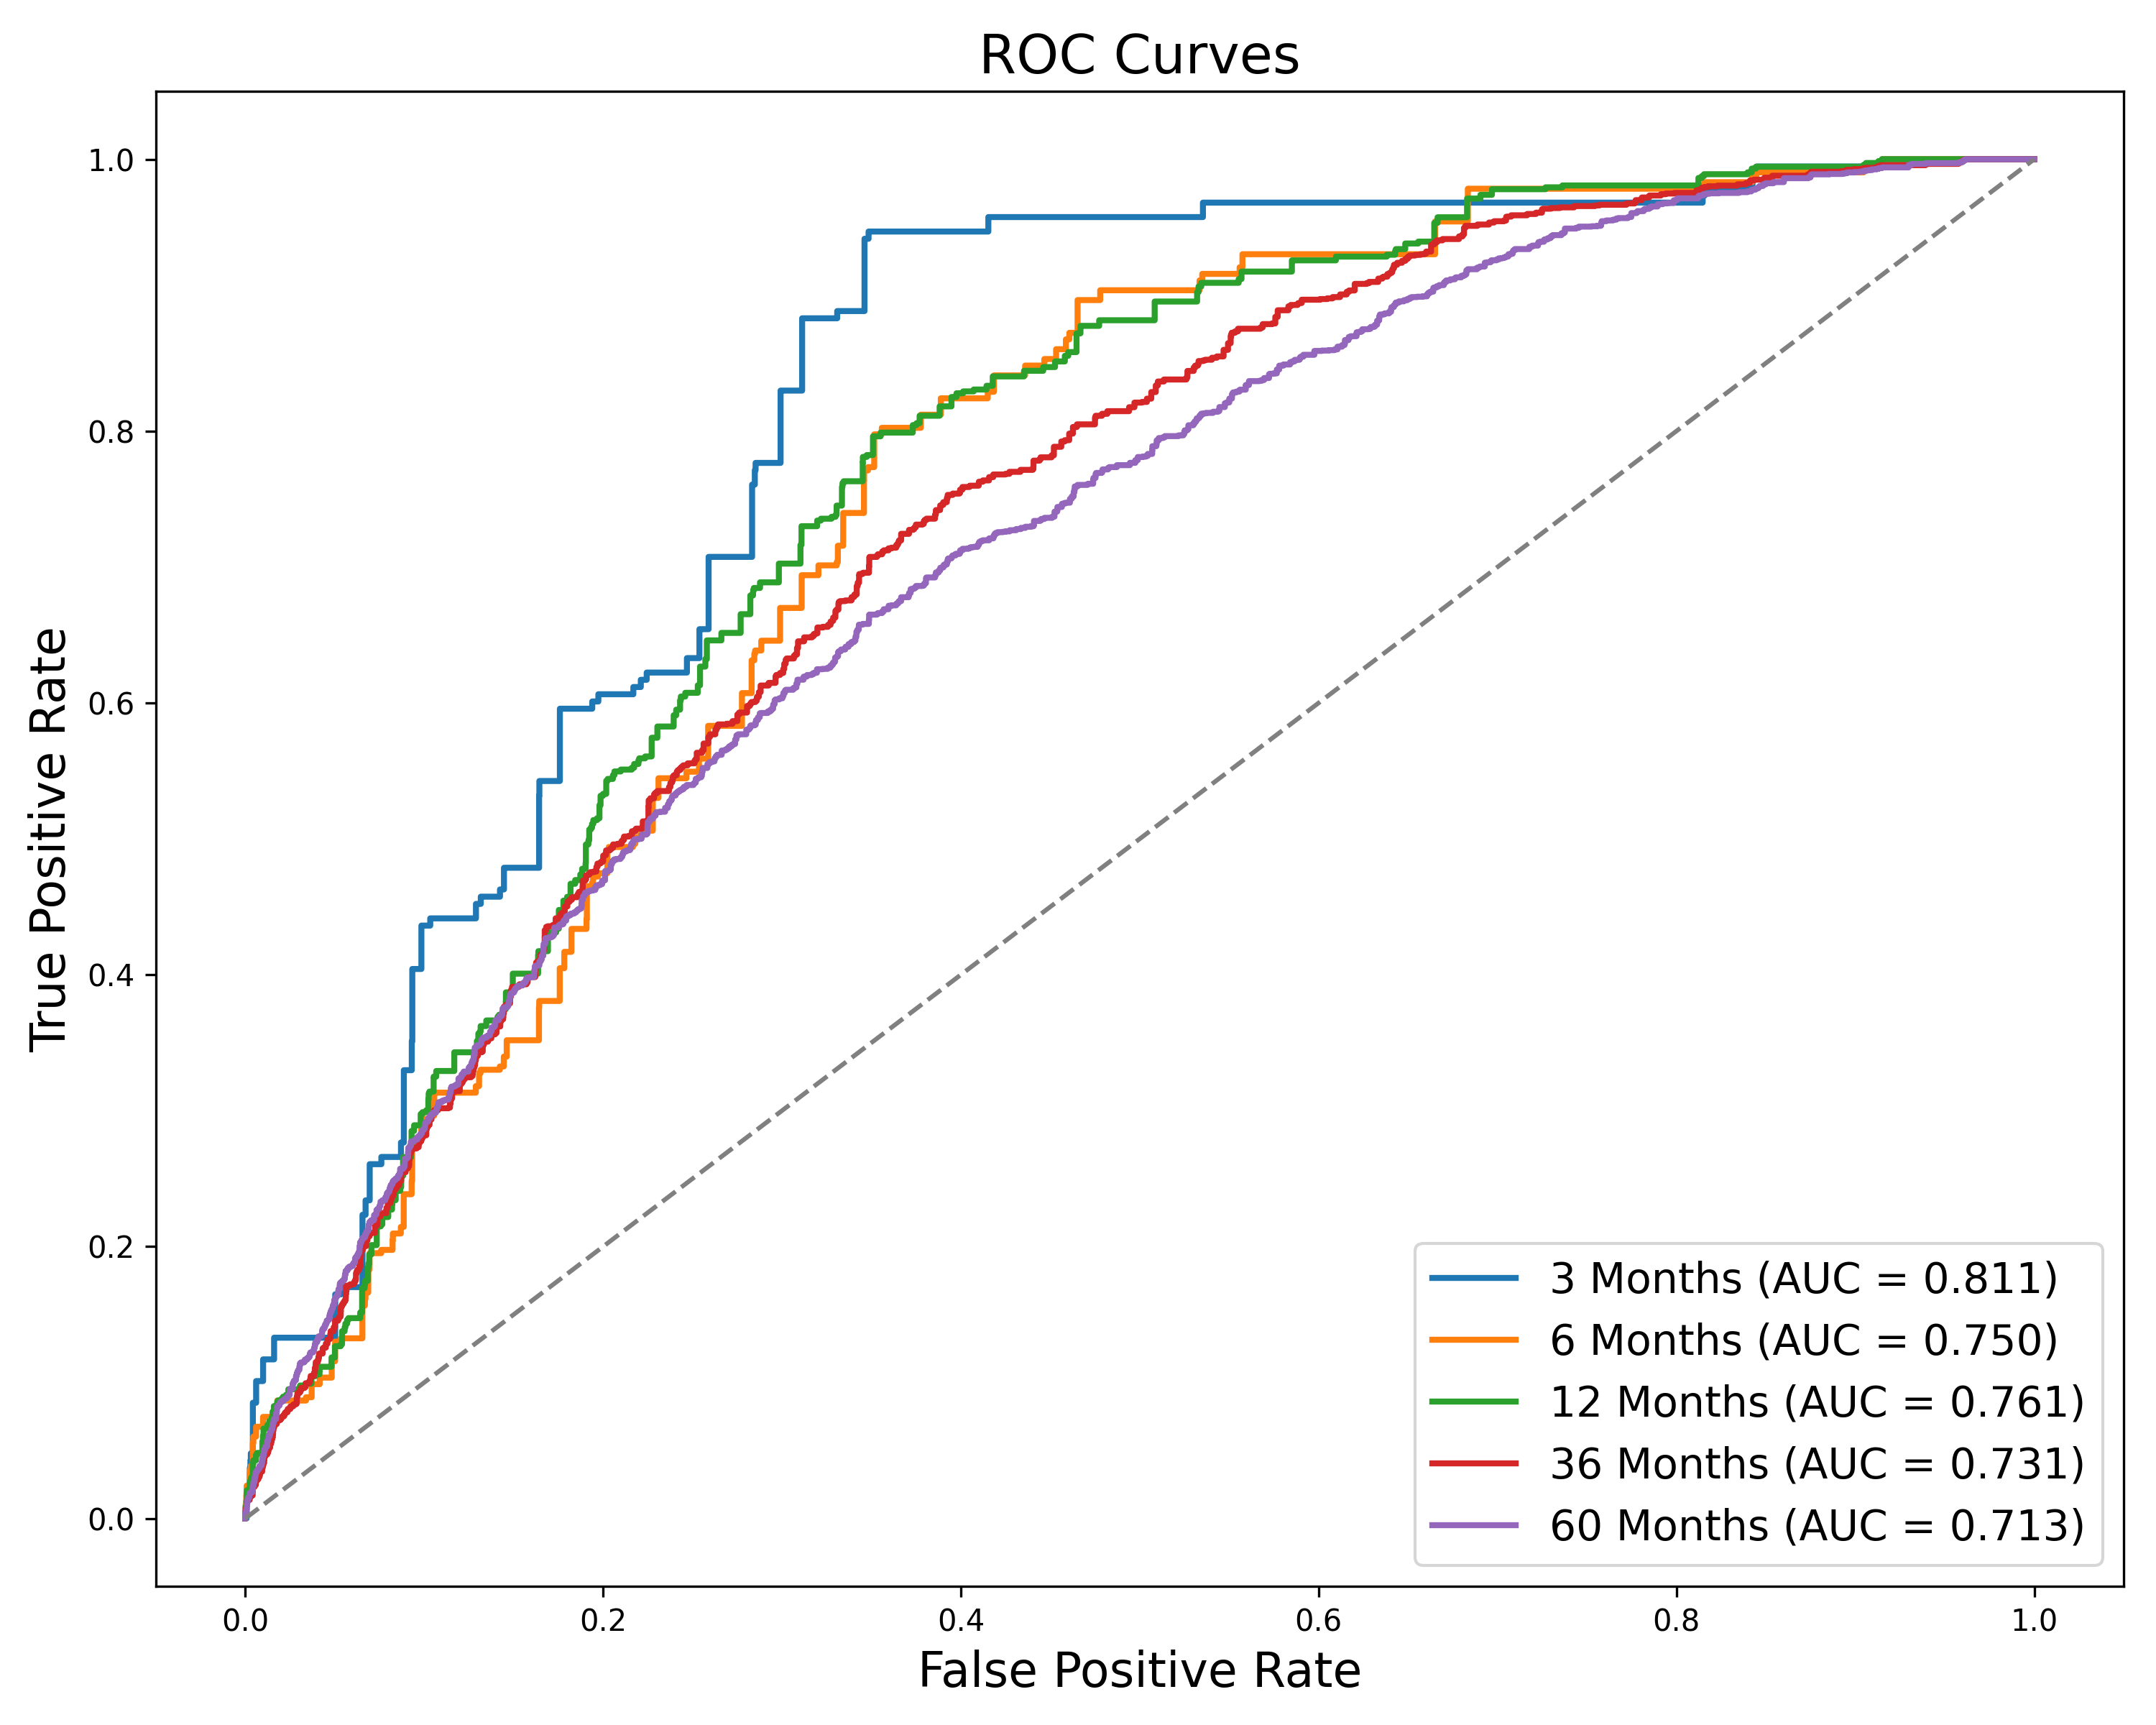 ROC Curves
1.0
0.8
0.6
0.4
0.2
0.0
True Positive Rate
0.0 0.2 0.4 0.6 0.8 1.0
False Positive Rate
3 Months (AUC = 0.811)
6 Months (AUC = 0.750)
12 Months (AUC = 0.761)
36 Months (AUC = 0.731)
60 Months (AUC = 0.713)